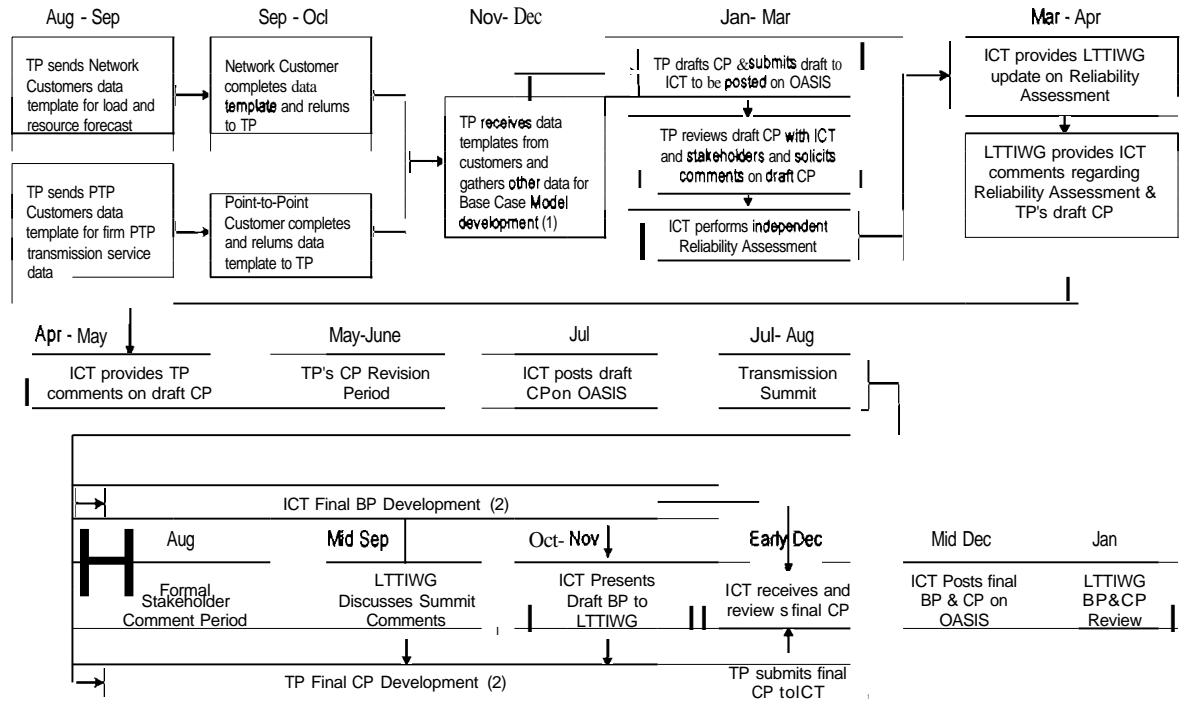 Aug - Sep
Sep - Ocl
Nov- Dec
Jan- Mar
Mar - Apr
TP sends Network
Customers data
template for load and
resource forecast
Network Customer
completes data
template and relurns
to TP
TP receives data
templates from
customers and
gathers other data for
Base Case Model
development (1)
TP drafts CP &submits draft to
ICT to be posted on OASIS
ICT provides LTTIWG
update on Reliability
Assessment
TP sends PTP
Customers data
template for firm PTP
transmission service
data
Point-to-Point
Customer completes
and relurns data
template to TP
TP reviews draft CP with ICT
and stakeholders and solicits
comments on draft CP
ICT performs independent
Reliability Assessment
LTTIWG provides ICT
comments regarding
Reliability Assessment &
TP's draft CP
Apr - May
May-June
Jul
Jul- Aug
ICT provides TP
comments on draft CP
TP's CP Revision
Period
ICT posts draft
CPon OASIS
Transmission
Summit
ICT Final BP Development (2)
Aug
Mid Sep
Oct- Nov
Early Dec
Mid Dec
Jan
Formal
Stakeholder
Comment Period
LTTIWG
Discusses Summit
Comments
ICT Presents
Draft BP to
LTTIWG
ICT receives and
review s final CP
ICT Posts final
BP & CP on
OASIS
LTTIWG
BP&CP
Review
TP Final CP Development (2)
TP submits final
CP toICT